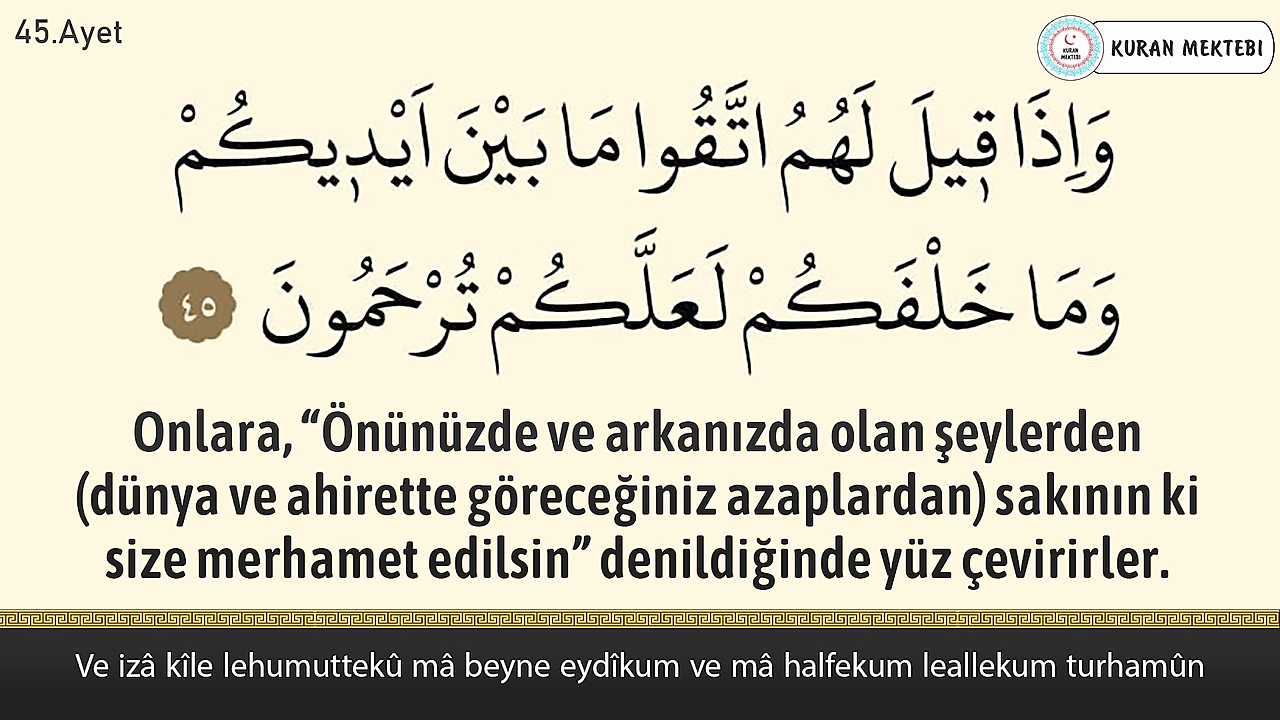 45.Ayet
KURAN MEKTEBI
KURAN
MEKTEBI
وَاِذَا قٖيلَ لَهُمُ اتَّقُوا مَا بَيْنَ اَيْدٖيكُمْ
وَمَا خَلْفَكُمْ لَعَلَّكُمْ تُرْحَمُونَ ٤٥
Onlara, “Önünüzde ve arkanızda olan şeylerden
(dünya ve ahirette göreceğiniz azaplardan) sakının ki
size merhamet edilsin” denildiğinde yüz çevirirler.
Ve izâ kîle lehumuttekû mâ beyne eydîkum ve mâ halfekum leallekum turhamûn